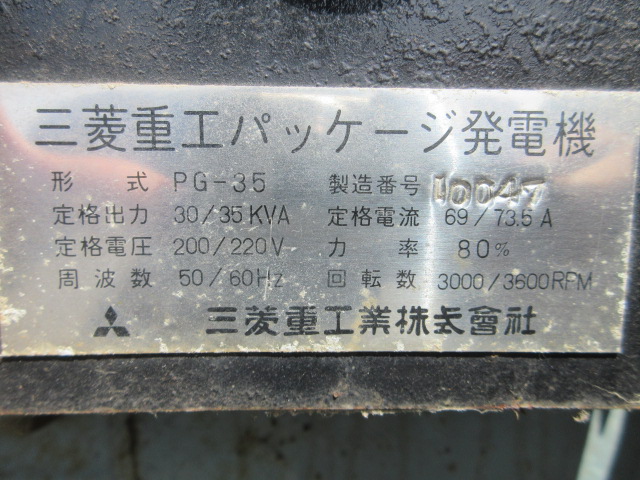 三菱重工パッケージ発電機
形式 PG-35 製造番号 10047
定格出力 30/35KVA 定格電流 69/73.5A
定格電圧 200/220V 力率 80%
周波数 50/60Hz 回転数 3000/3600RPM
三菱重工業株式會社